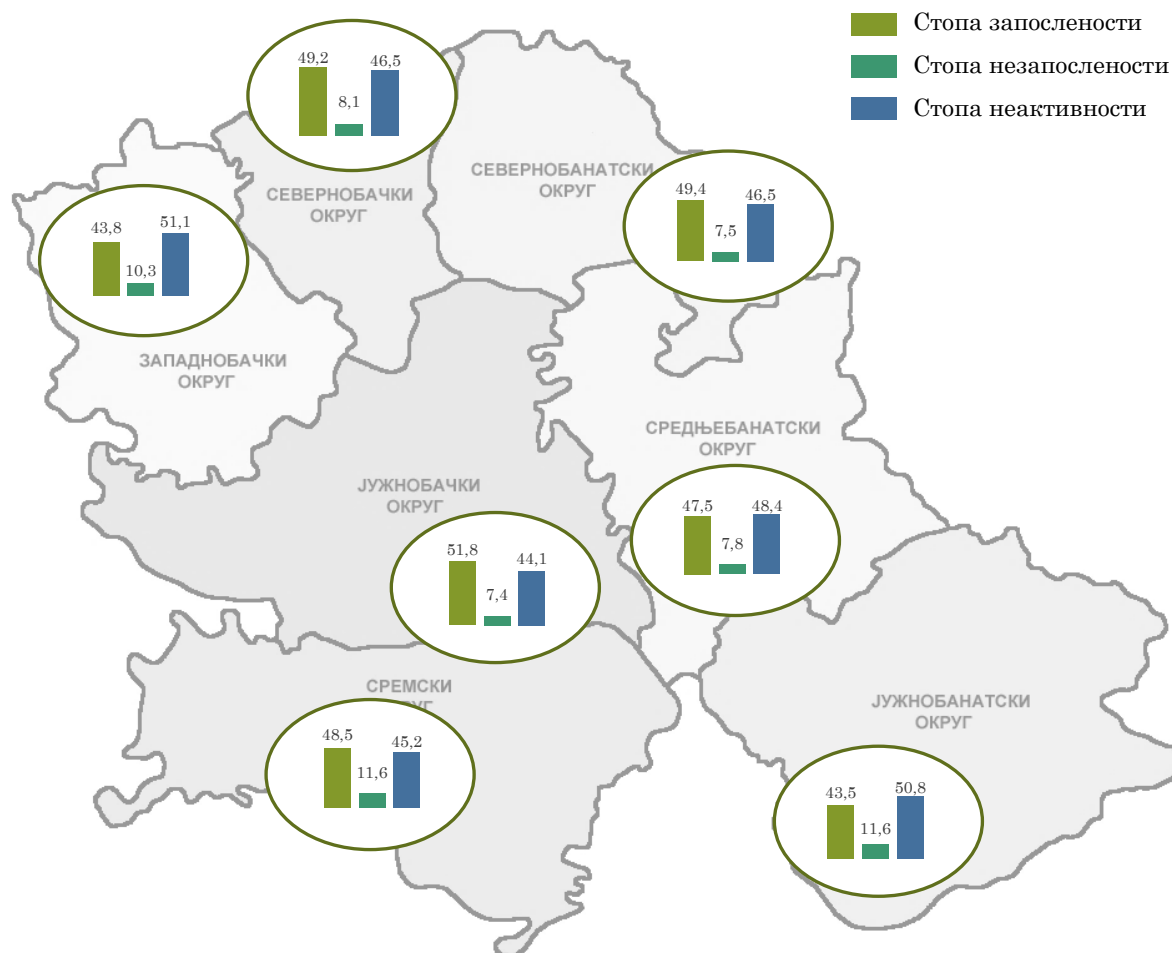 Стопа запослености
Стопа незапослености
Стопа неактивности
49,2
8,1
46,5
СЕВЕРНОБАЧКИ
ОКРУГ
СЕВЕРНОБАНАТСКИ
ОКРУГ
49,4
7,5
46,5
43,8
10,3
51,1
ЗАПАДНОБАЧКИ
ОКРУГ
СРЕДЊЕБАНАТСКИ
ОКРУГ
47,5
7,8
48,4
ЈУЖНОБАЧКИ
ОКРУГ
51,8
7,4
44,1
СРЕМСКИ
48,5
11,6
45,2
ЈУЖНОБАНАТСКИ
ОКРУГ
43,5
11,6
50,8